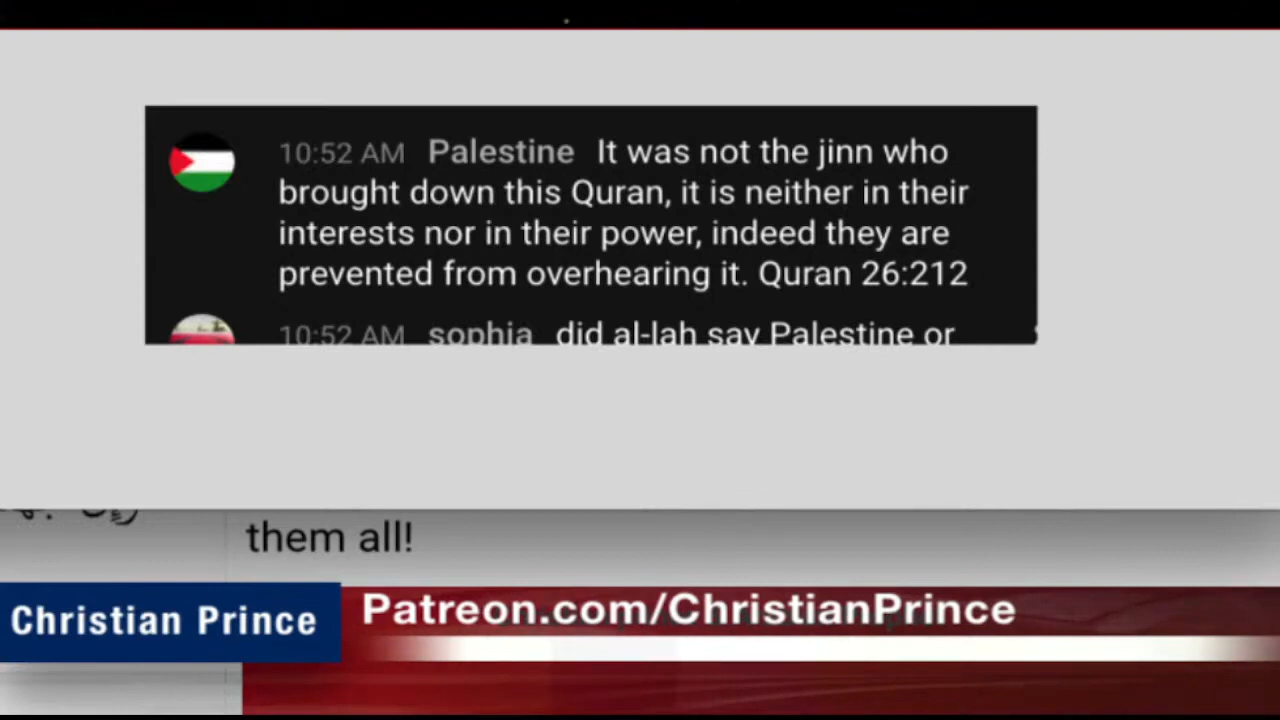 10:52 AM Palestine It was not the jinn who
brought down this Quran, it is neither in their
interests nor in their power, indeed they are
prevented from overhearing it. Quran 26:212
10:52 AM sophia did al-lah say Palestine or
them all!
Christian Prince
Patreon.com/ChristianPrince